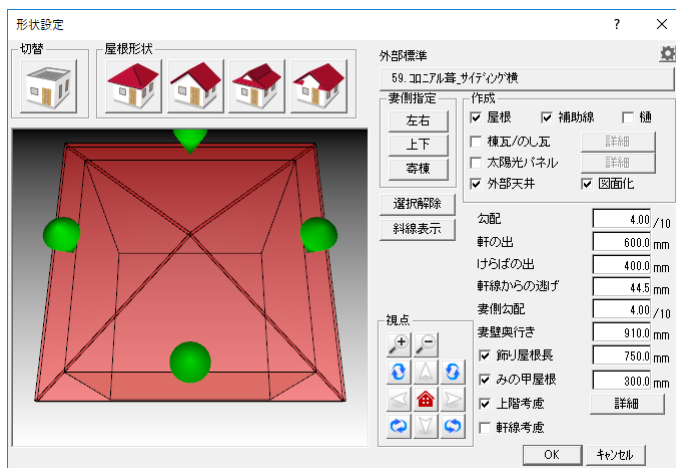 形状設定
? ×
切替
屋根形状
外部標準
59. コロニアル葺_サイディング横
妻側指定
左右
上下
寄棟
選択解除
斜線表示
作成
屋根 補助線 樋
棟瓦/のし瓦 詳細
太陽光パネル 詳細
外部天井 図面化
勾配 4.00 /10
軒の出 600.0 mm
けらばの出 400.0 mm
軒線からの逃げ 44.5 mm
妻側勾配 4.00 /10
妻壁奥行き 910.0 mm
飾り屋根長 750.0 mm
みの甲屋根 300.0 mm
上階考慮 詳細
軒線考慮
視点
OK キャンセル